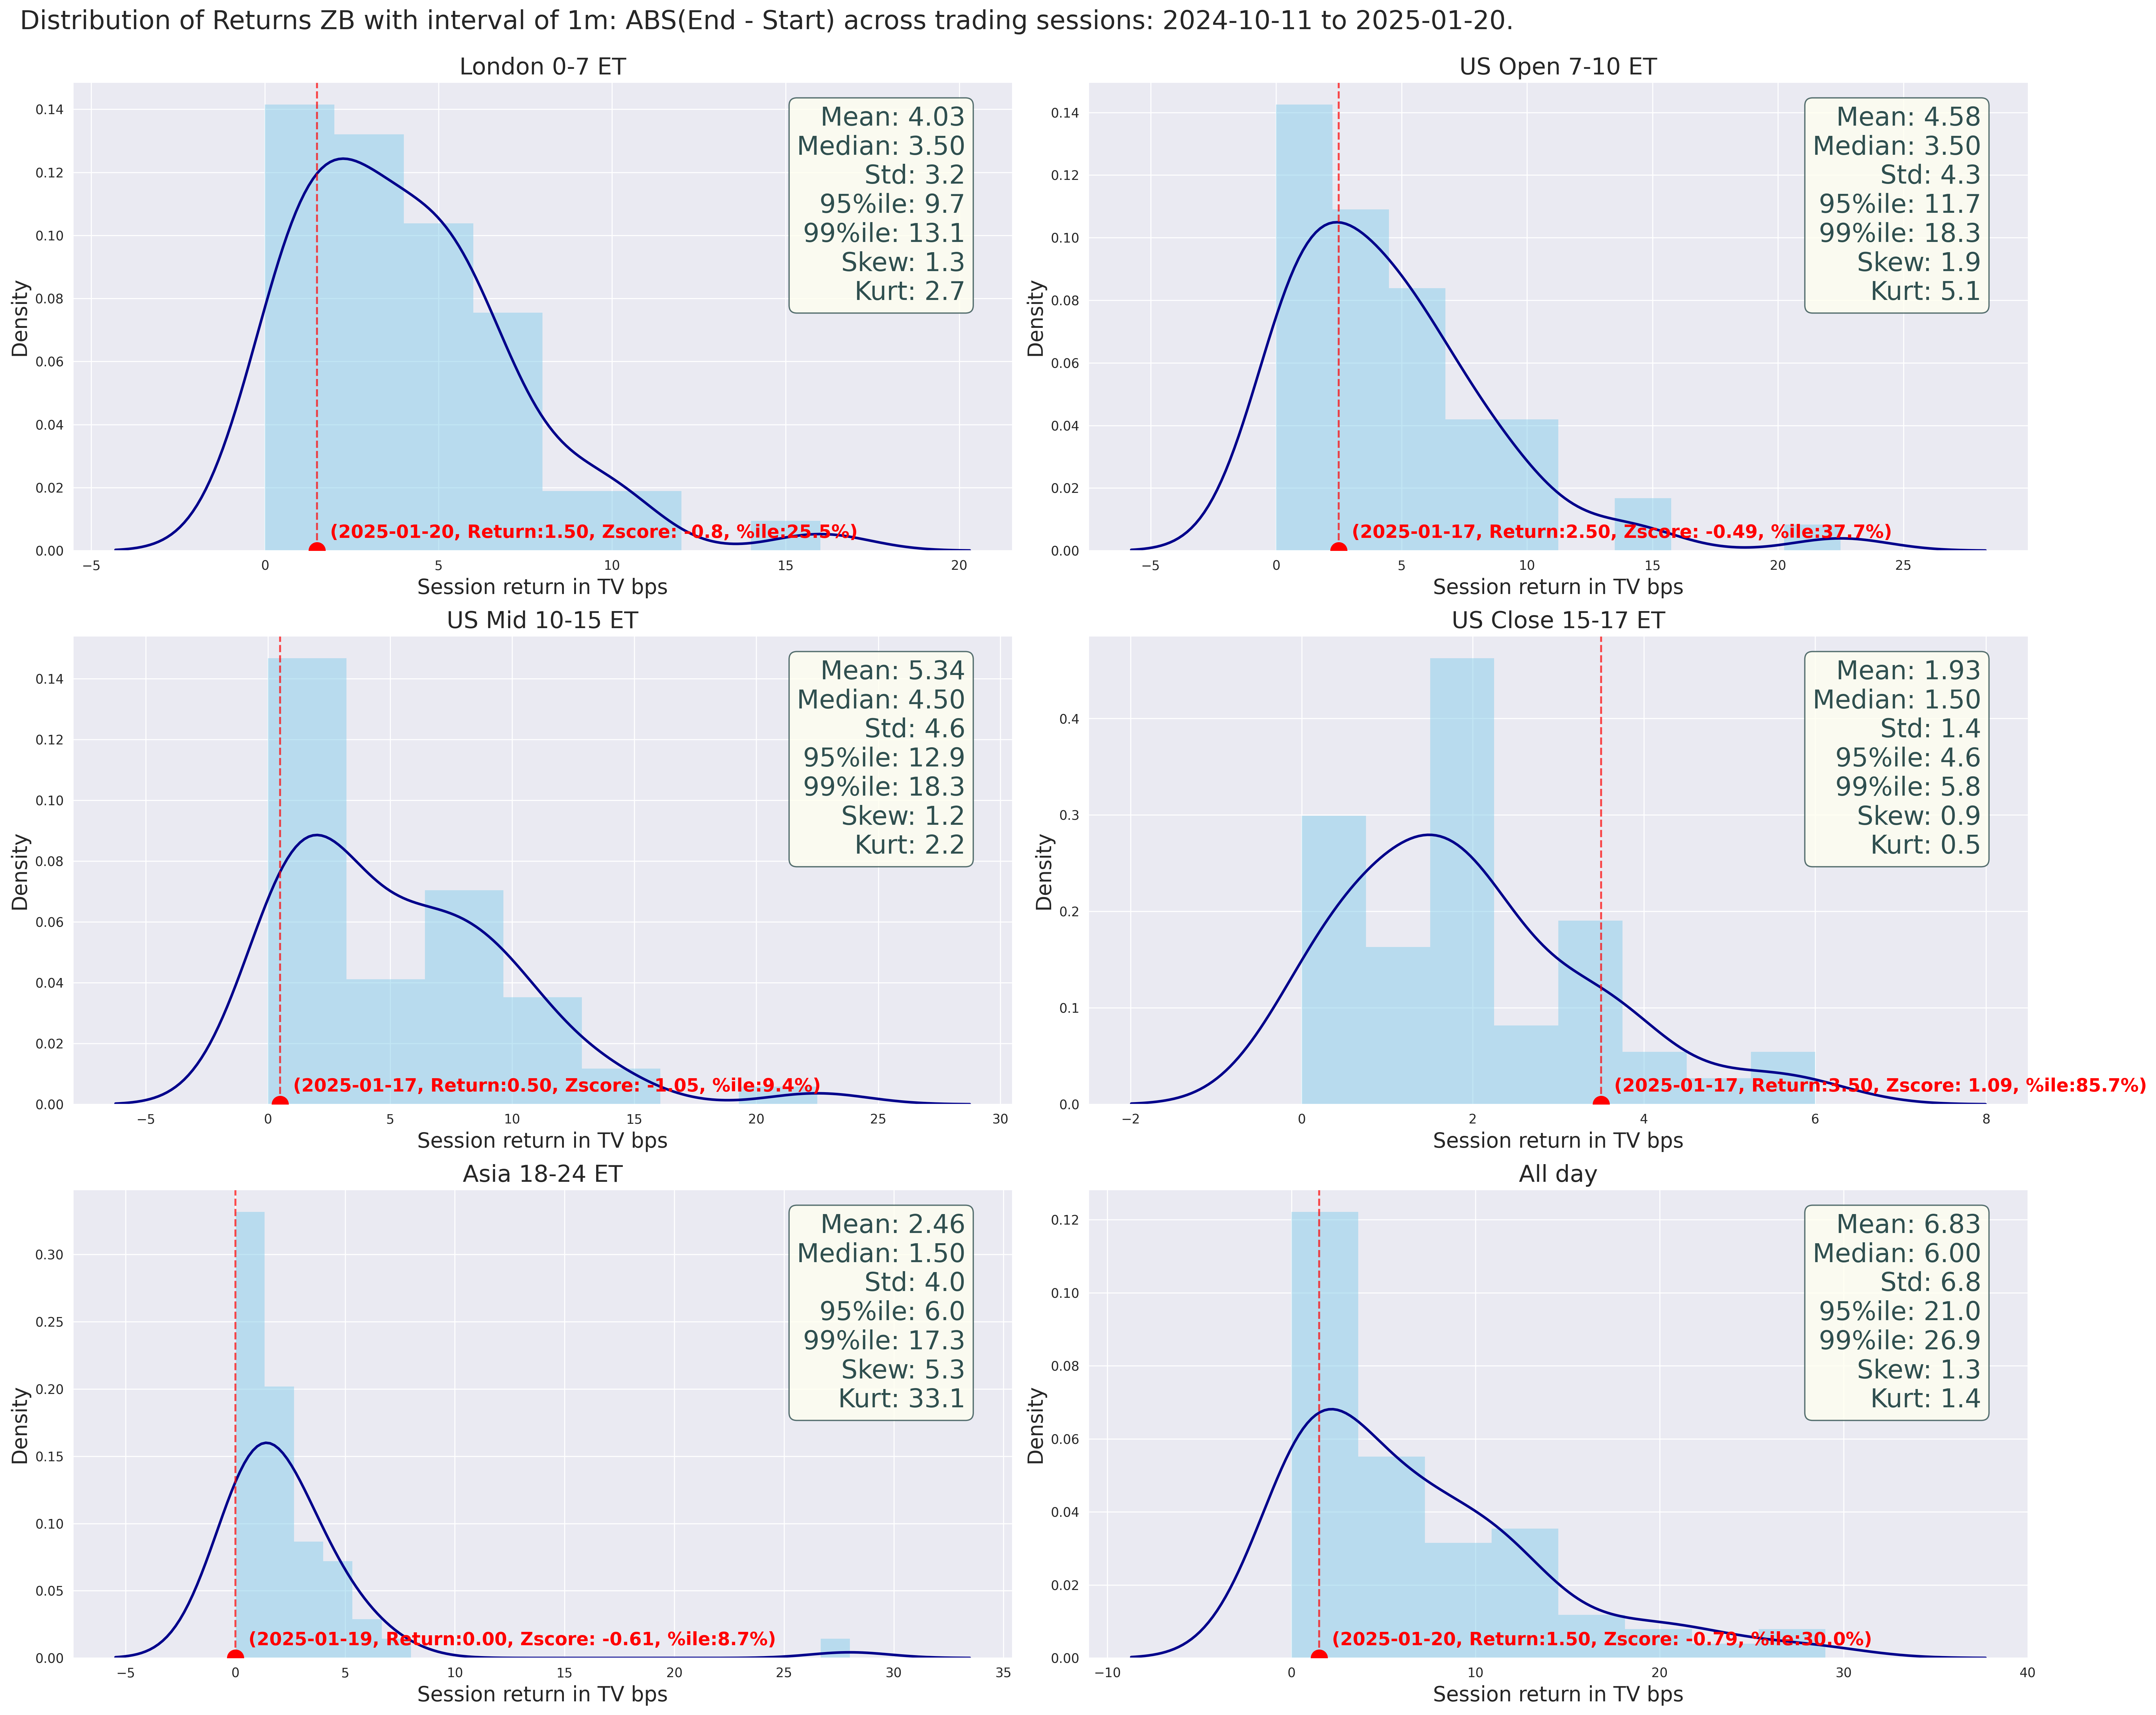 Distribution of Returns ZB with interval of 1m: ABS(End - Start) across trading sessions: 2024-10-11 to 2025-01-20.
London 0-7 ET
Density
0.14
0.12
0.10
0.08
0.06
0.04
0.02
0.00
Mean: 4.03
Median: 3.50
Std: 3.2
95%ile: 9.7
99%ile: 13.1
Skew: 1.3
Kurt: 2.7
(2025-01-20, Return:1.50, Zscore: -0.8, %ile:25.5%)
−5 0 5 10 15 20
Session return in TV bps
US Open 7-10 ET
Density
0.14
0.12
0.10
0.08
0.06
0.04
0.02
0.00
Mean: 4.58
Median: 3.50
Std: 4.3
95%ile: 11.7
99%ile: 18.3
Skew: 1.9
Kurt: 5.1
(2025-01-17, Return:2.50, Zscore: -0.49, %ile:37.7%)
−5 0 5 10 15 20 25
Session return in TV bps
US Mid 10-15 ET
Density
0.14
0.12
0.10
0.08
0.06
0.04
0.02
0.00
Mean: 5.34
Median: 4.50
Std: 4.6
95%ile: 12.9
99%ile: 18.3
Skew: 1.2
Kurt: 2.2
(2025-01-17, Return:0.50, Zscore: -1.05, %ile:9.4%)
−5 0 5 10 15 20 25 30
Session return in TV bps
US Close 15-17 ET
Density
0.4
0.3
0.2
0.1
0.0
Mean: 1.93
Median: 1.50
Std: 1.4
95%ile: 4.6
99%ile: 5.8
Skew: 0.9
Kurt: 0.5
(2025-01-17, Return:3.50, Zscore: 1.09, %ile:85.7%)
−2 0 2 4 6 8
Session return in TV bps
Asia 18-24 ET
Density
0.30
0.25
0.20
0.15
0.10
0.05
0.00
Mean: 2.46
Median: 1.50
Std: 4.0
95%ile: 6.0
99%ile: 17.3
Skew: 5.3
Kurt: 33.1
(2025-01-19, Return:0.00, Zscore: -0.61, %ile:8.7%)
−5 0 5 10 15 20 25 30 35
Session return in TV bps
All day
Density
0.12
0.10
0.08
0.06
0.04
0.02
0.00
Mean: 6.83
Median: 6.00
Std: 6.8
95%ile: 21.0
99%ile: 26.9
Skew: 1.3
Kurt: 1.4
(2025-01-20, Return:1.50, Zscore: -0.79, %ile:30.0%)
−10 0 10 20 30 40
Session return in TV bps